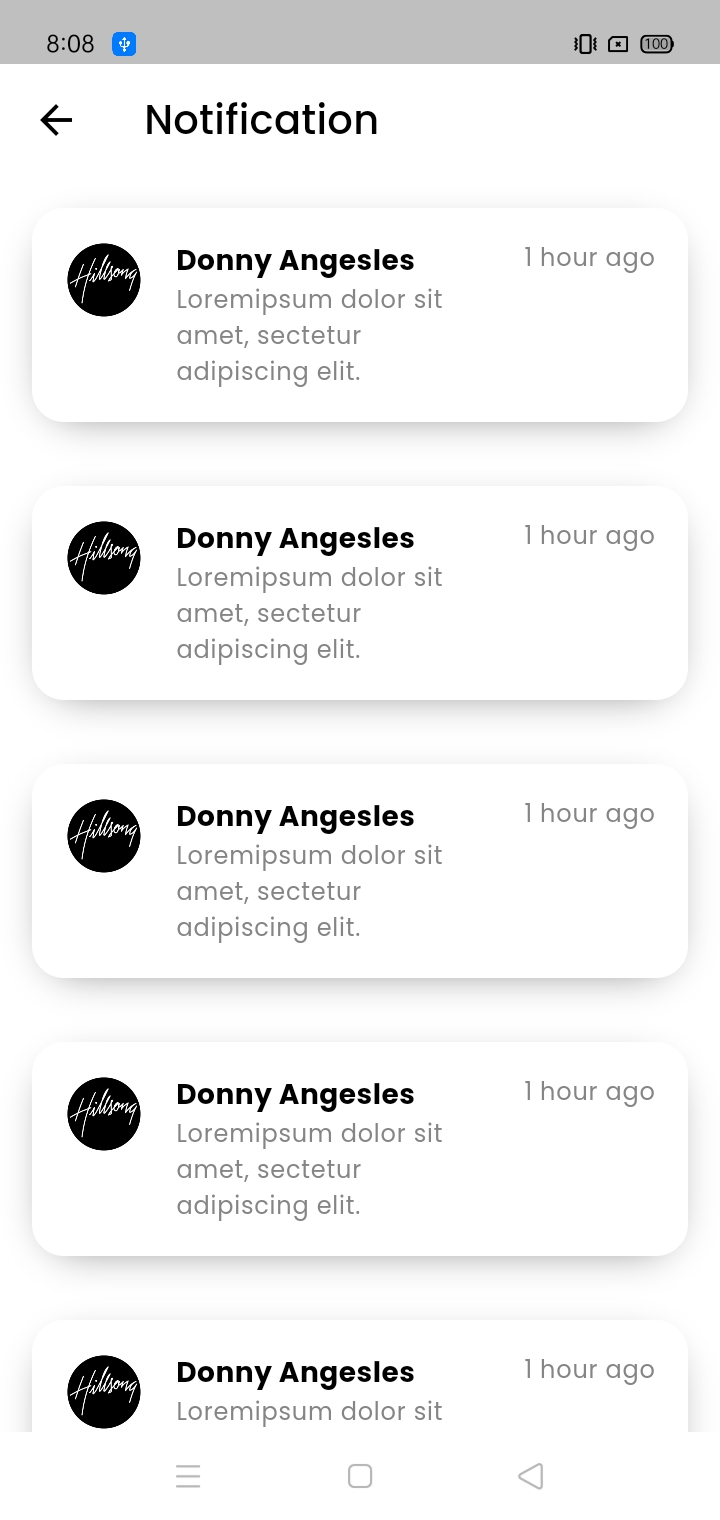 8:08
100
Notification
Hillsong
Donny Angesles
1 hour ago
Loremipsum dolor sit
amet, sectetur
adipiscing elit.
Hillsong
Donny Angesles
1 hour ago
Loremipsum dolor sit
amet, sectetur
adipiscing elit.
Hillsong
Donny Angesles
1 hour ago
Loremipsum dolor sit
amet, sectetur
adipiscing elit.
Hillsong
Donny Angesles
1 hour ago
Loremipsum dolor sit
amet, sectetur
adipiscing elit.
Hillsong
Donny Angesles
1 hour ago
Loremipsum dolor sit